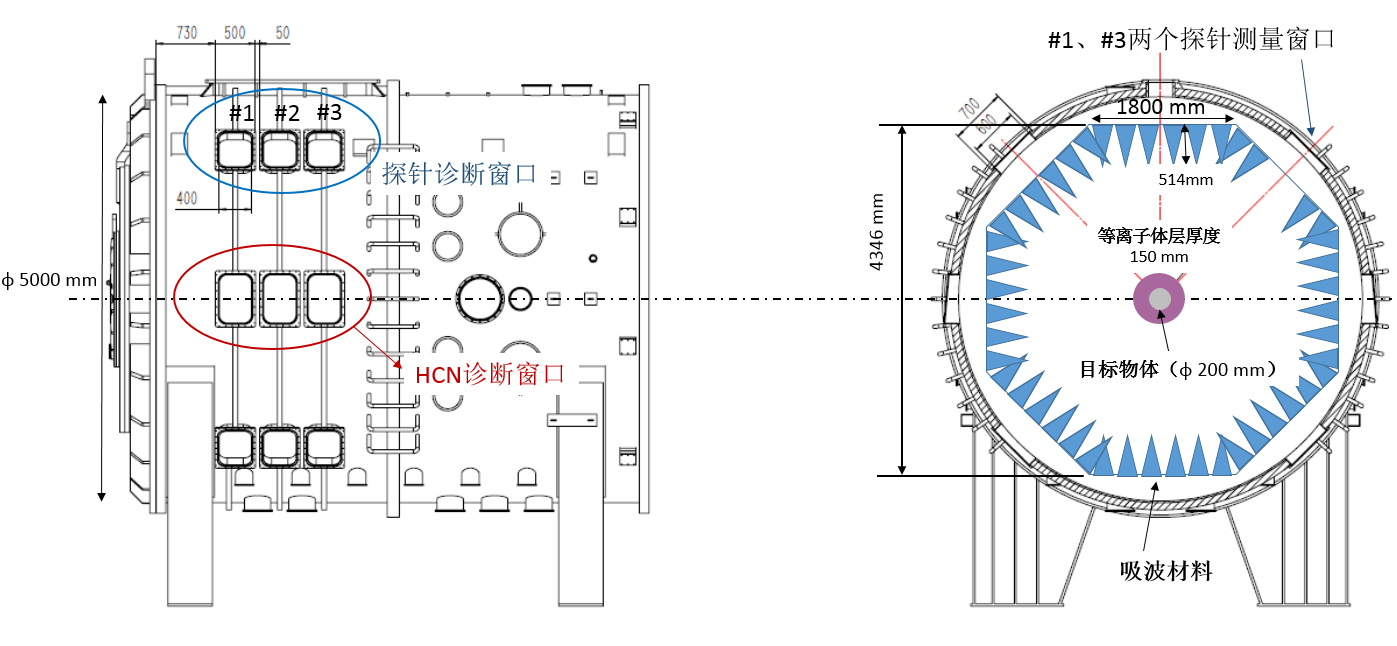 730
500
50
#1
#2
#3
探针诊断窗口
400
ф 5000 mm
HCN诊断窗口
#1、#3两个探针测量窗口
700
600
1800 mm
514mm
4346 mm
等离子体层厚度
150 mm
目标物体（ф 200 mm）
吸波材料